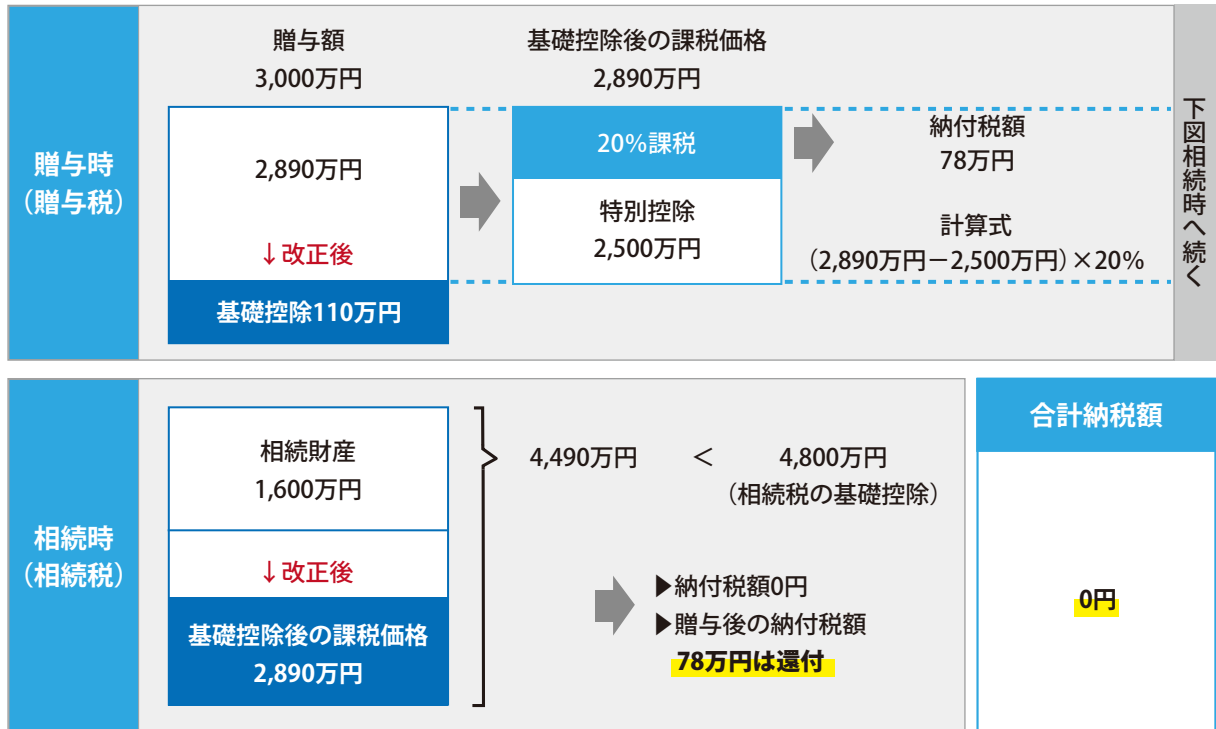 贈与時
（贈与税）
贈与額
3,000万円
2,890万円
↓改正後
基礎控除110万円
基礎控除後の課税価格
2,890万円
20%課税
特別控除
2,500万円
納付税額
78万円
計算式
（2,890万円－2,500万円）×20%
下図相続時へ続く
相続時
（相続税）
相続財産
1,600万円
↓改正後
基礎控除後の課税価格
2,890万円
4,490万円 ＜ 4,800万円
（相続税の基礎控除）
▶納付税額0円
▶贈与後の納付税額
78万円は還付
合計納税額
0円